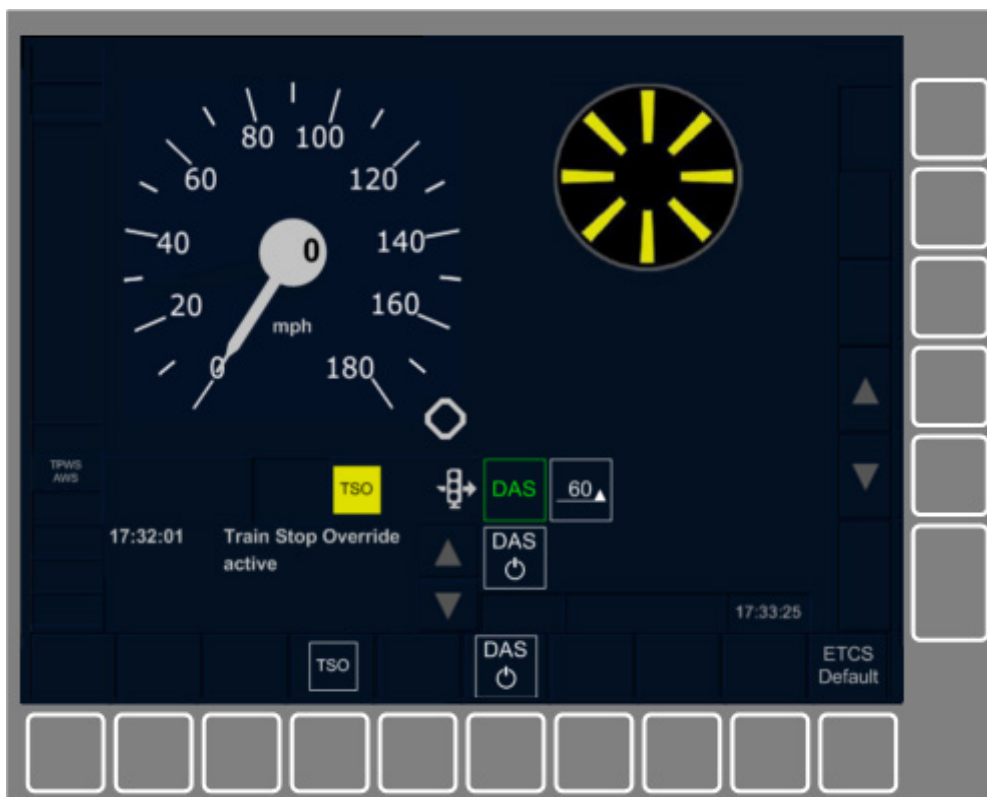 80 100
60 120
40 0 140
20 160
mph
0 180
TPWS
AWS
TSO DAS 60
17:32:01 Train Stop Override
active
DAS
17:33:25
TSO
DAS
ETCS
Default